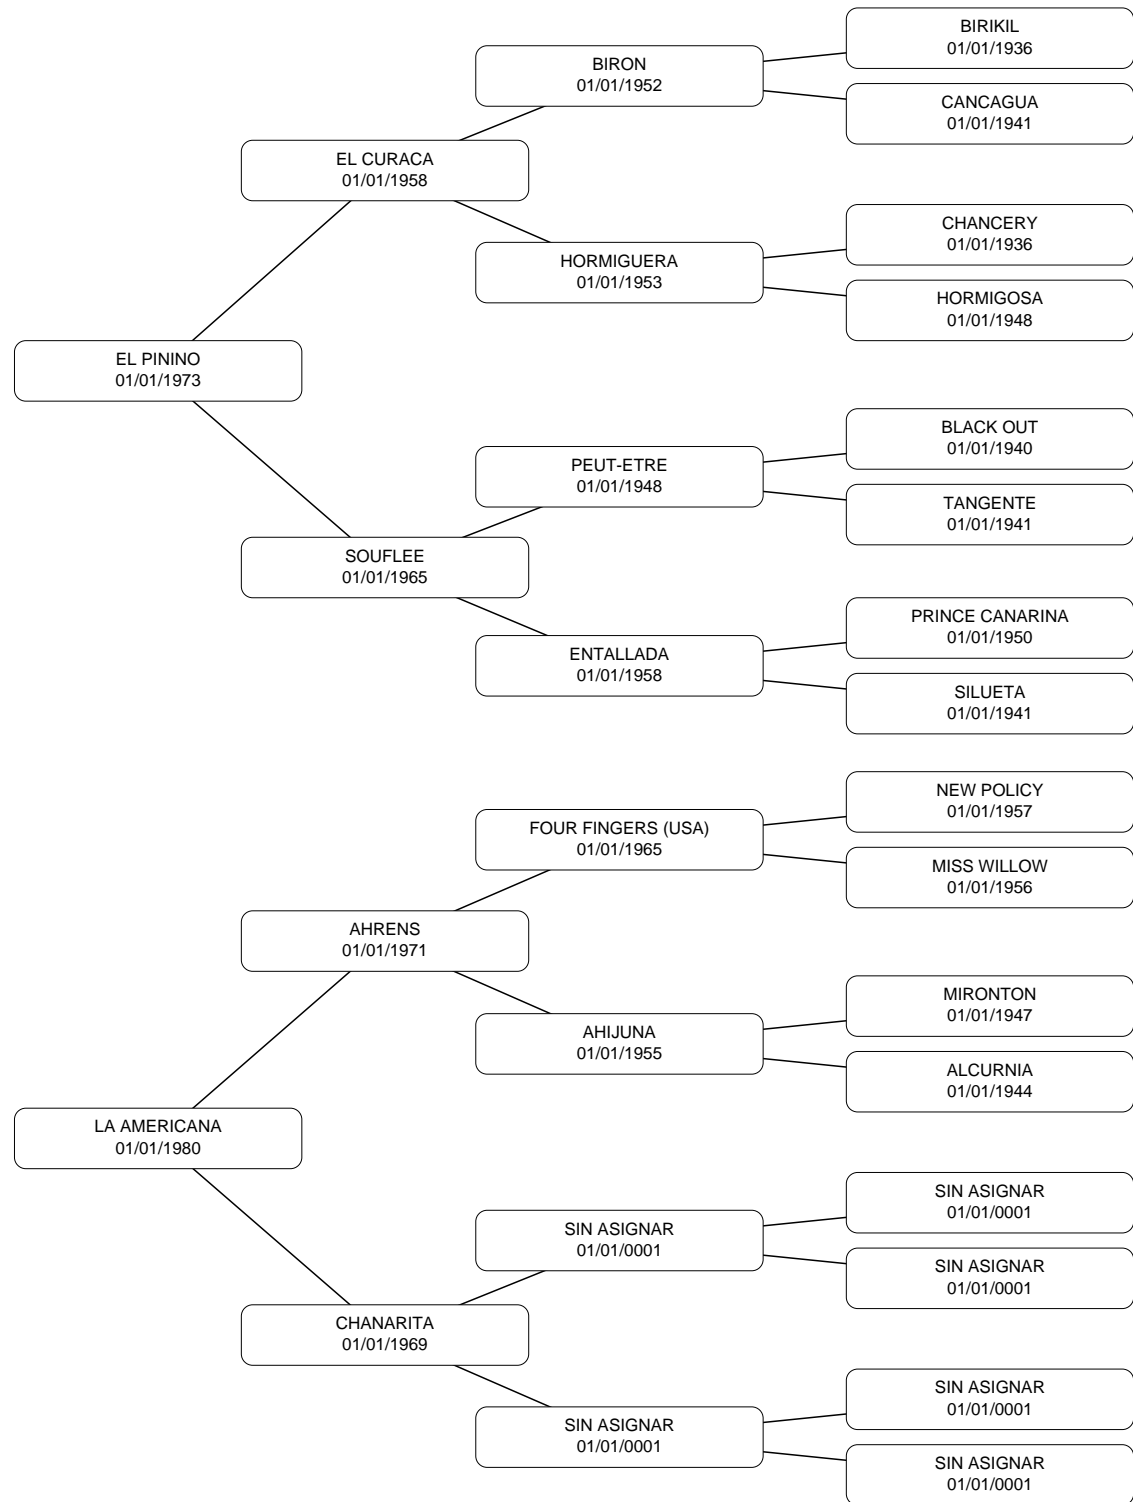 BIRIKIL
01/01/1936
BIRON
01/01/1952
CANCAGUA
01/01/1941
EL CURACA
01/01/1958
CHANCERY
01/01/1936
HORMIGUERA
01/01/1953
HORMIGOSA
01/01/1948
EL PININO
01/01/1973
BLACK OUT
01/01/1940
PEUT-ETRE
01/01/1948
TANGENTE
01/01/1941
SOUFLEE
01/01/1965
PRINCE CANARINA
01/01/1950
ENTALLADA
01/01/1958
SILUETA
01/01/1941
NEW POLICY
01/01/1957
FOUR FINGERS (USA)
01/01/1965
MISS WILLOW
01/01/1956
AHRENS
01/01/1971
MIRONTON
01/01/1947
AHIJUNA
01/01/1955
ALCURNIA
01/01/1944
LA AMERICANA
01/01/1980
SIN ASIGNAR
01/01/0001
SIN ASIGNAR
01/01/0001
SIN ASIGNAR
01/01/0001
CHANARITA
01/01/1969
SIN ASIGNAR
01/01/0001
SIN ASIGNAR
01/01/0001
SIN ASIGNAR
01/01/0001